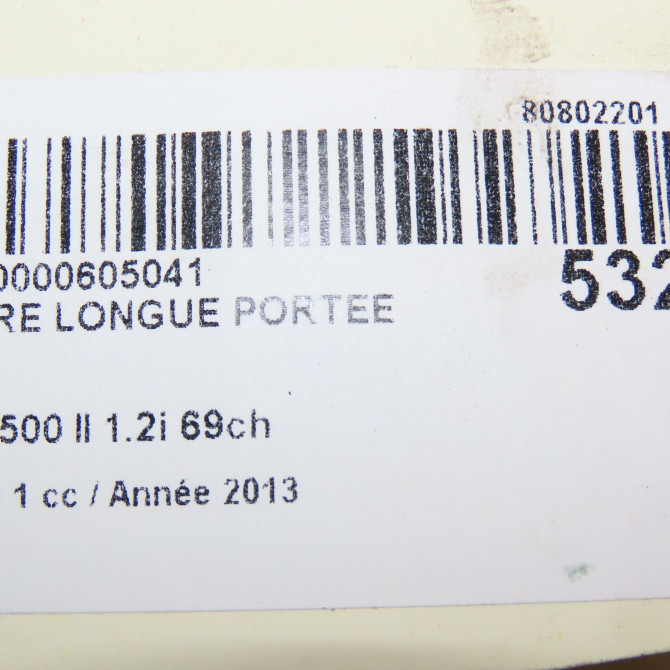 80802201
0000605041
532
RE LONGUE PORTEE
500 II 1.2i 69ch
1 cc / Année 2013